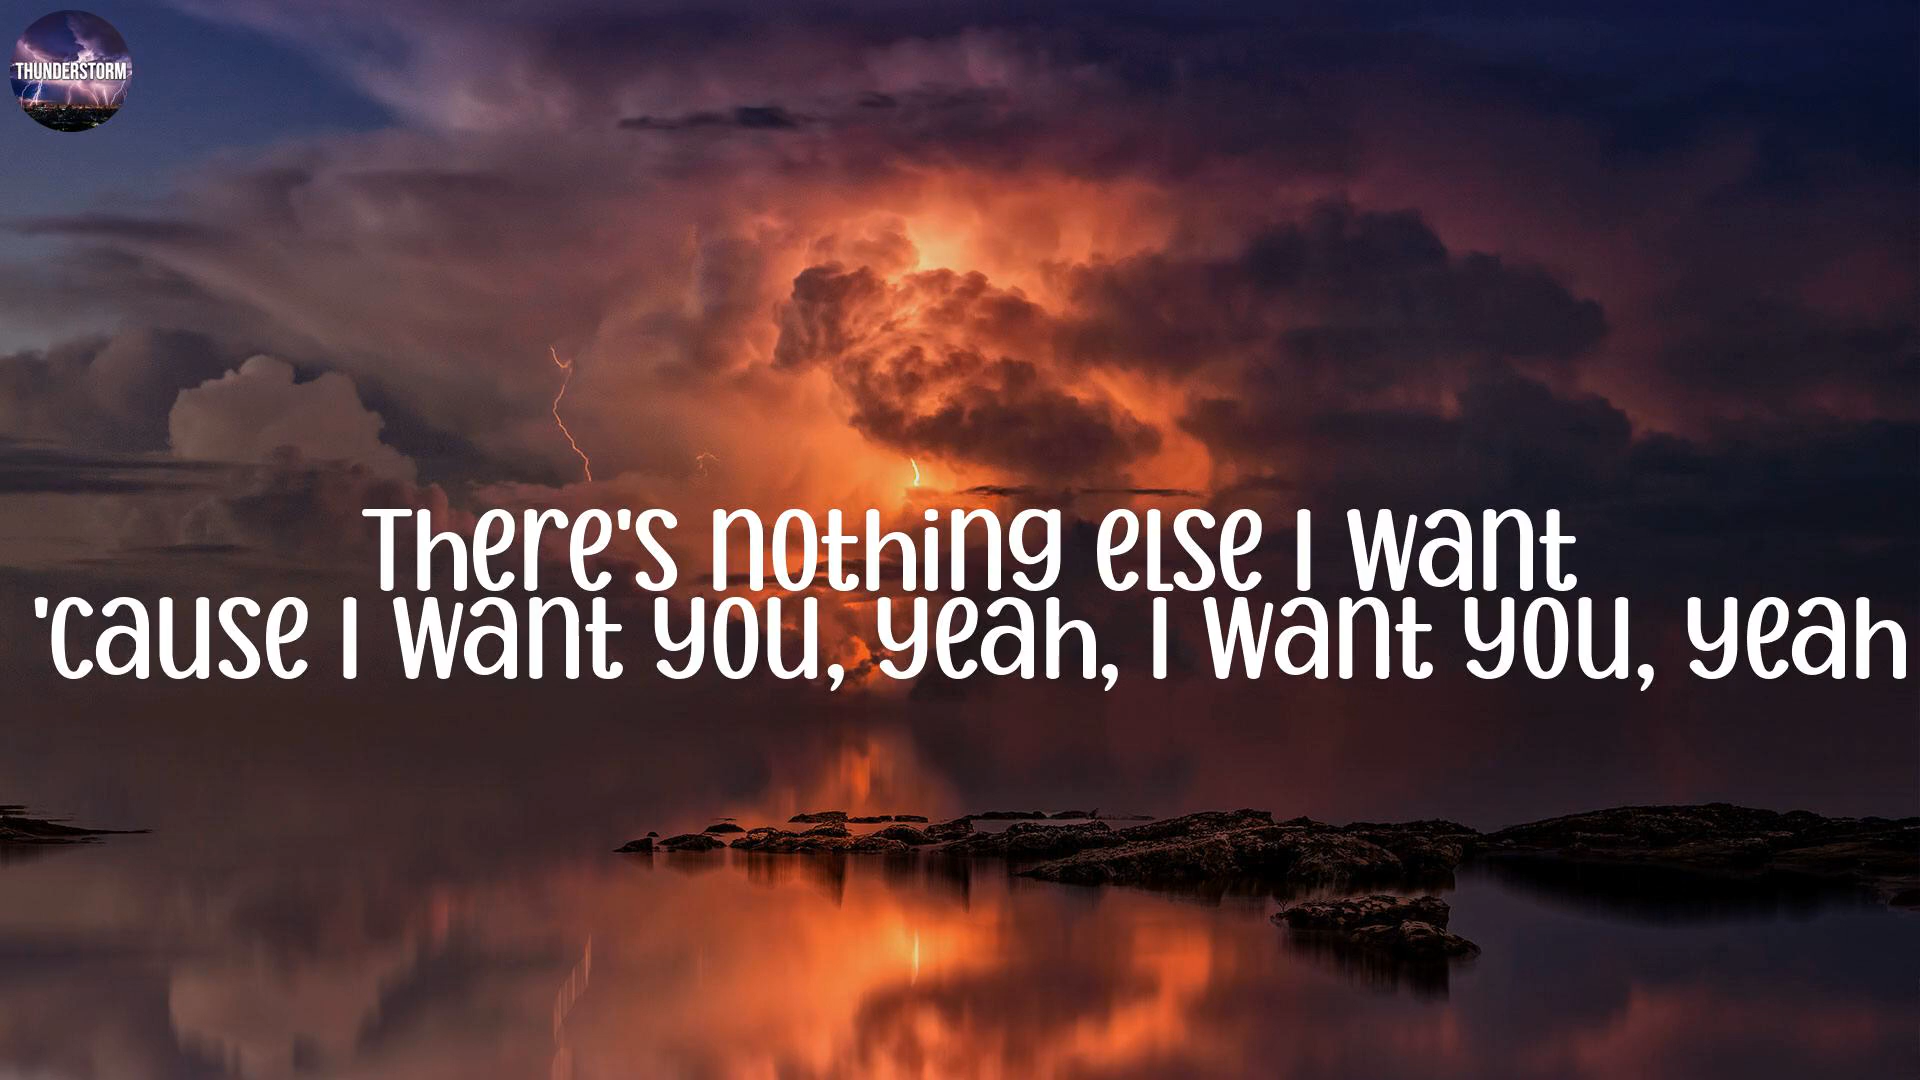 THUNDERSTORM
There's nothing else I want
'cause I want you, yeah, I want you, yeah